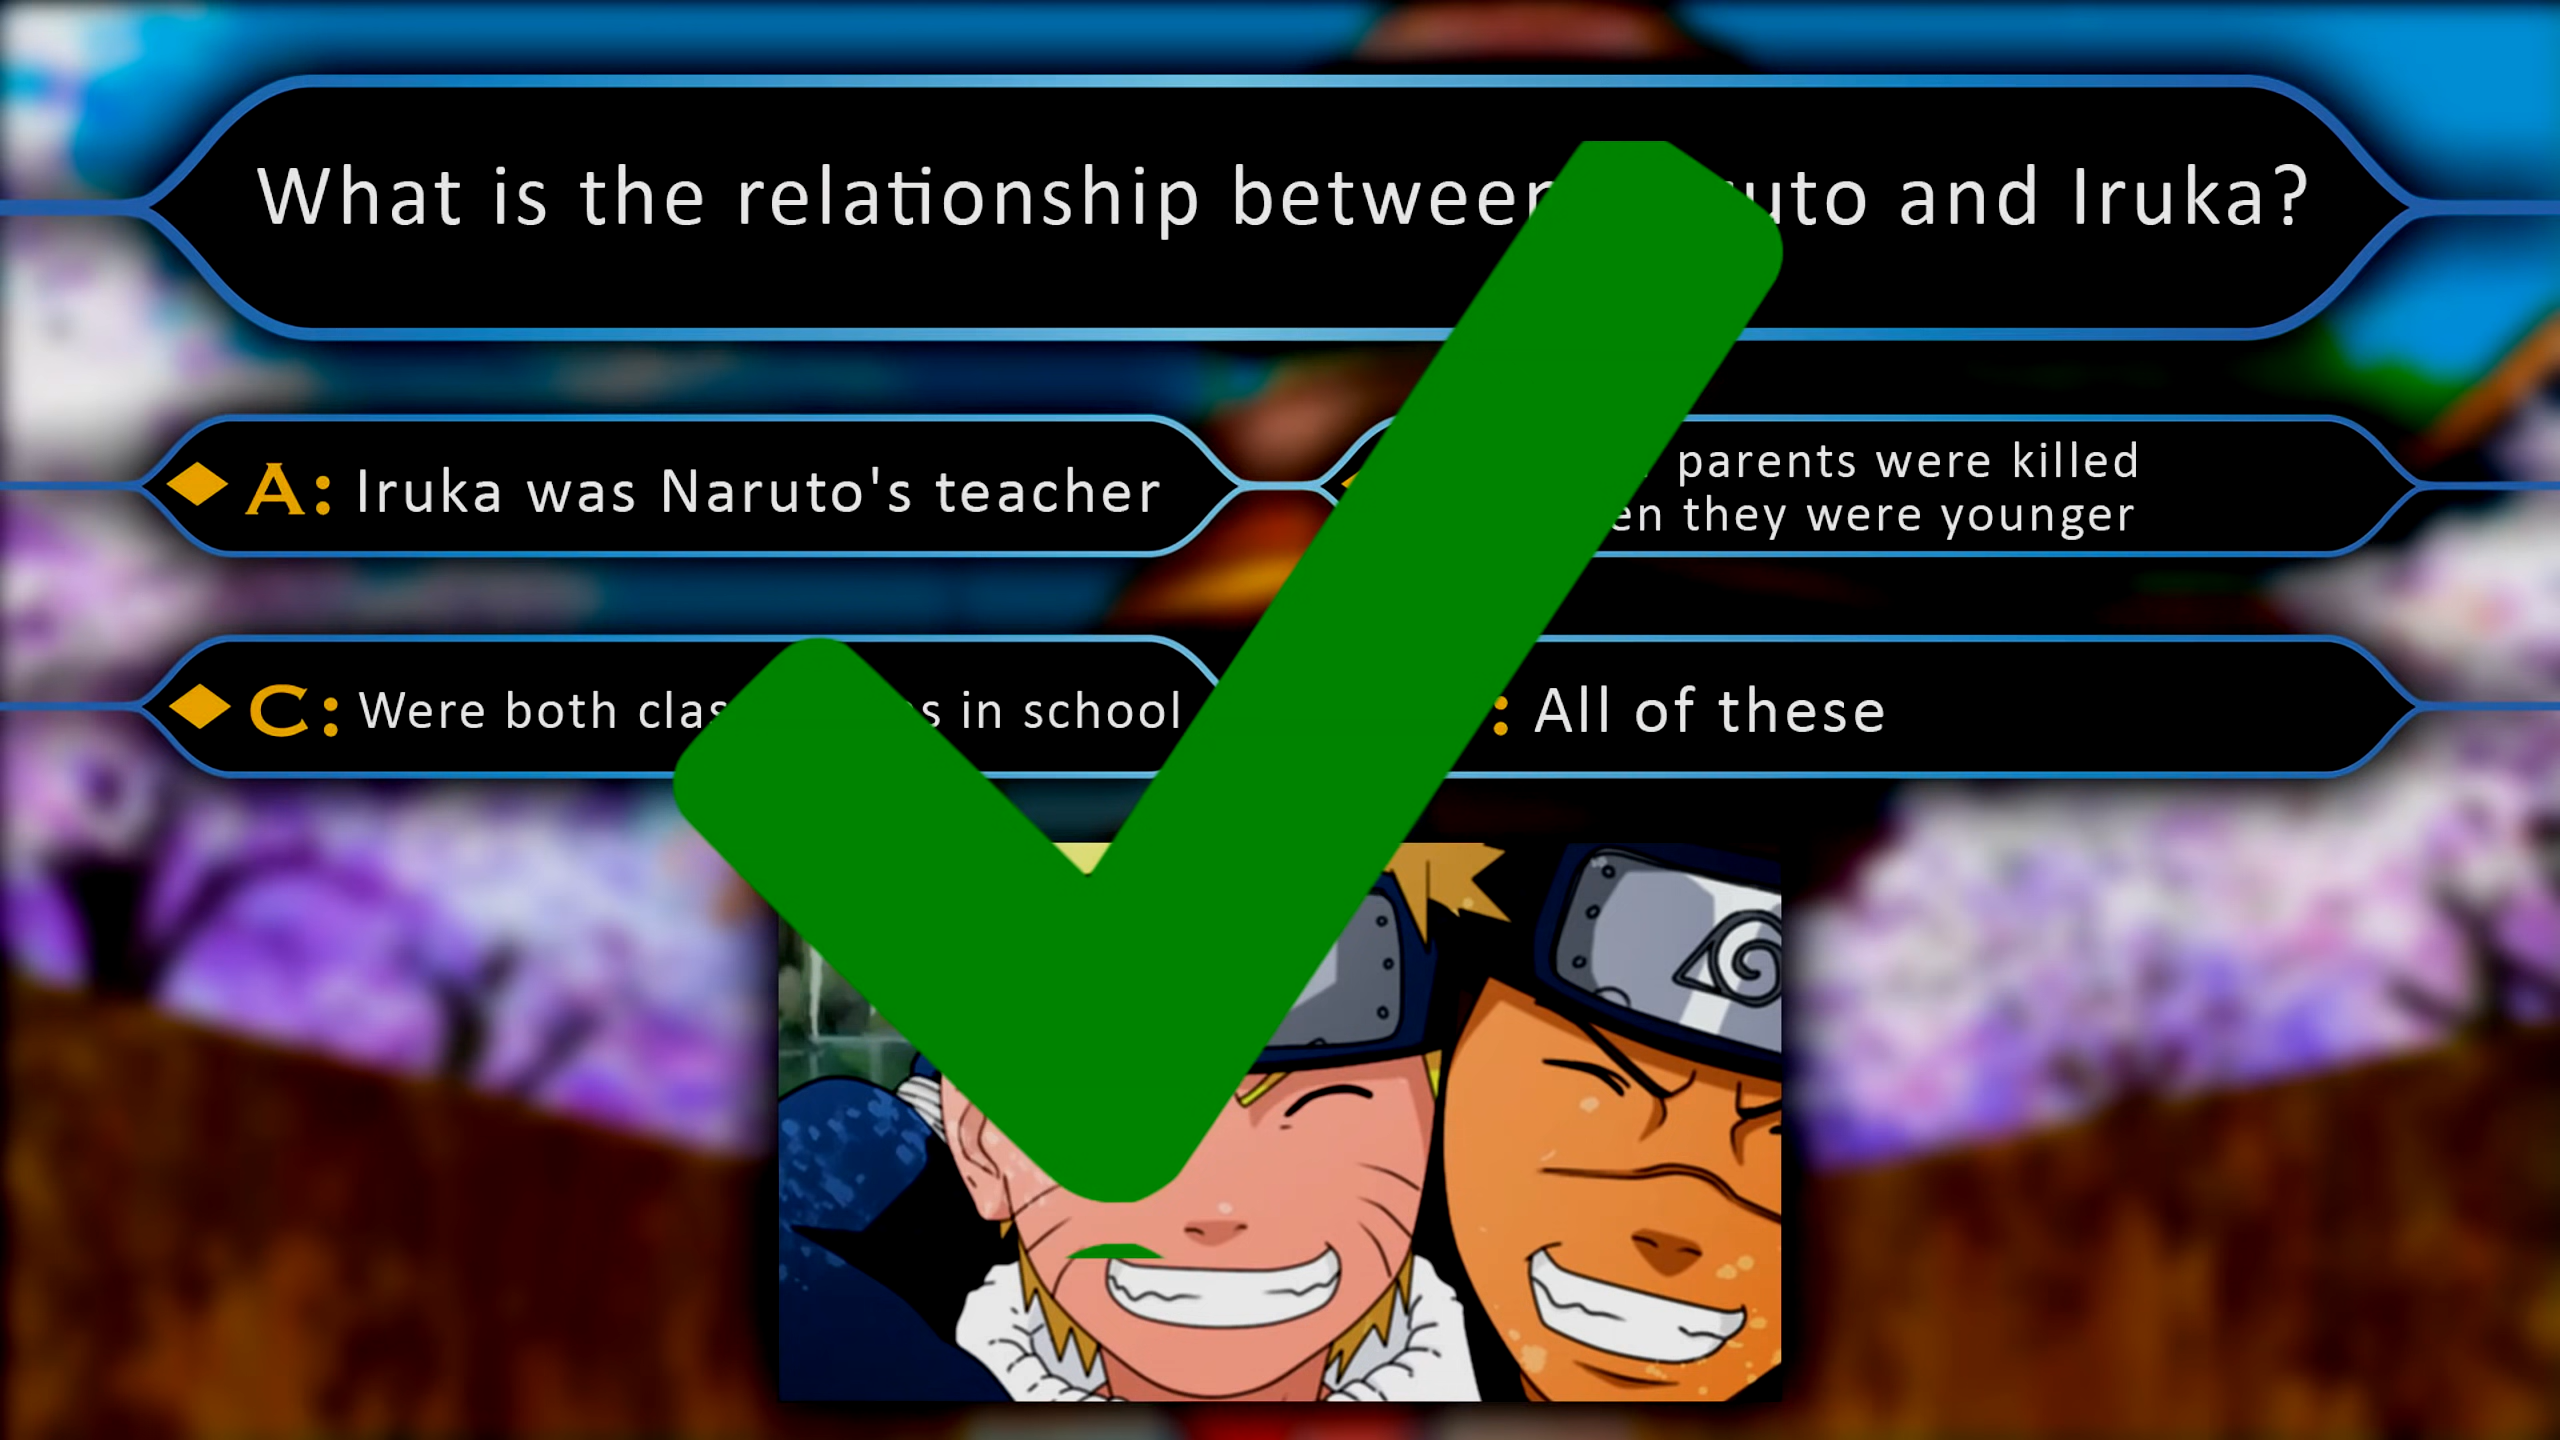 What is the relationship between uto and Iruka?
A: Iruka was Naruto's teacher
parents were killed
en they were younger
C: Were both clas s in school
: All of these